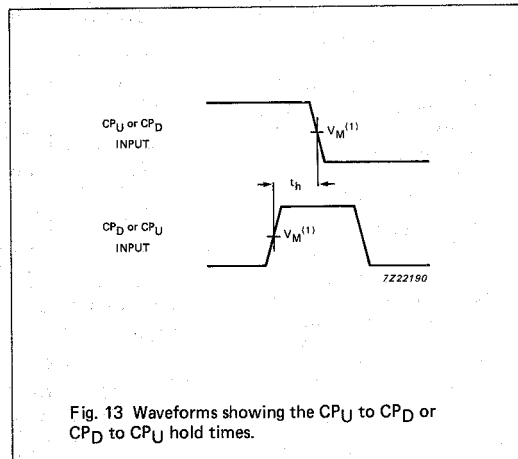 CPU or CPD
INPUT
VM(1)
th
CPD or CPU
INPUT
VM(1)
7Z22190
Fig. 13 Waveforms showing the CPU to CPD or
CPD to CPU hold times.